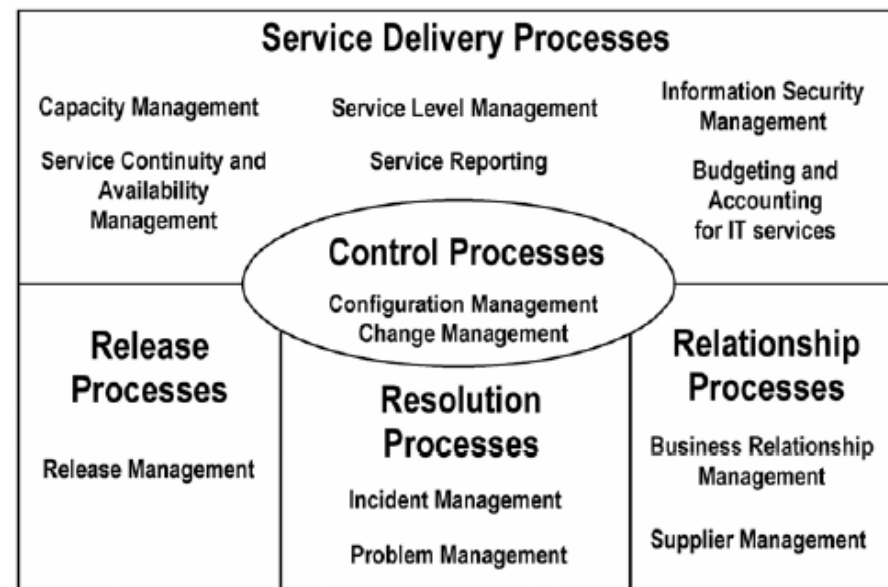 Service Delivery Processes
Capacity Management
Service Continuity and
Availability
Management
Service Level Management
Service Reporting
Information Security
Management
Budgeting and
Accounting
for IT services
Control Processes
Configuration Management
Change Management
Release
Processes
Release Management
Resolution
Processes
Incident Management
Problem Management
Relationship
Processes
Business Relationship
Management
Supplier Management